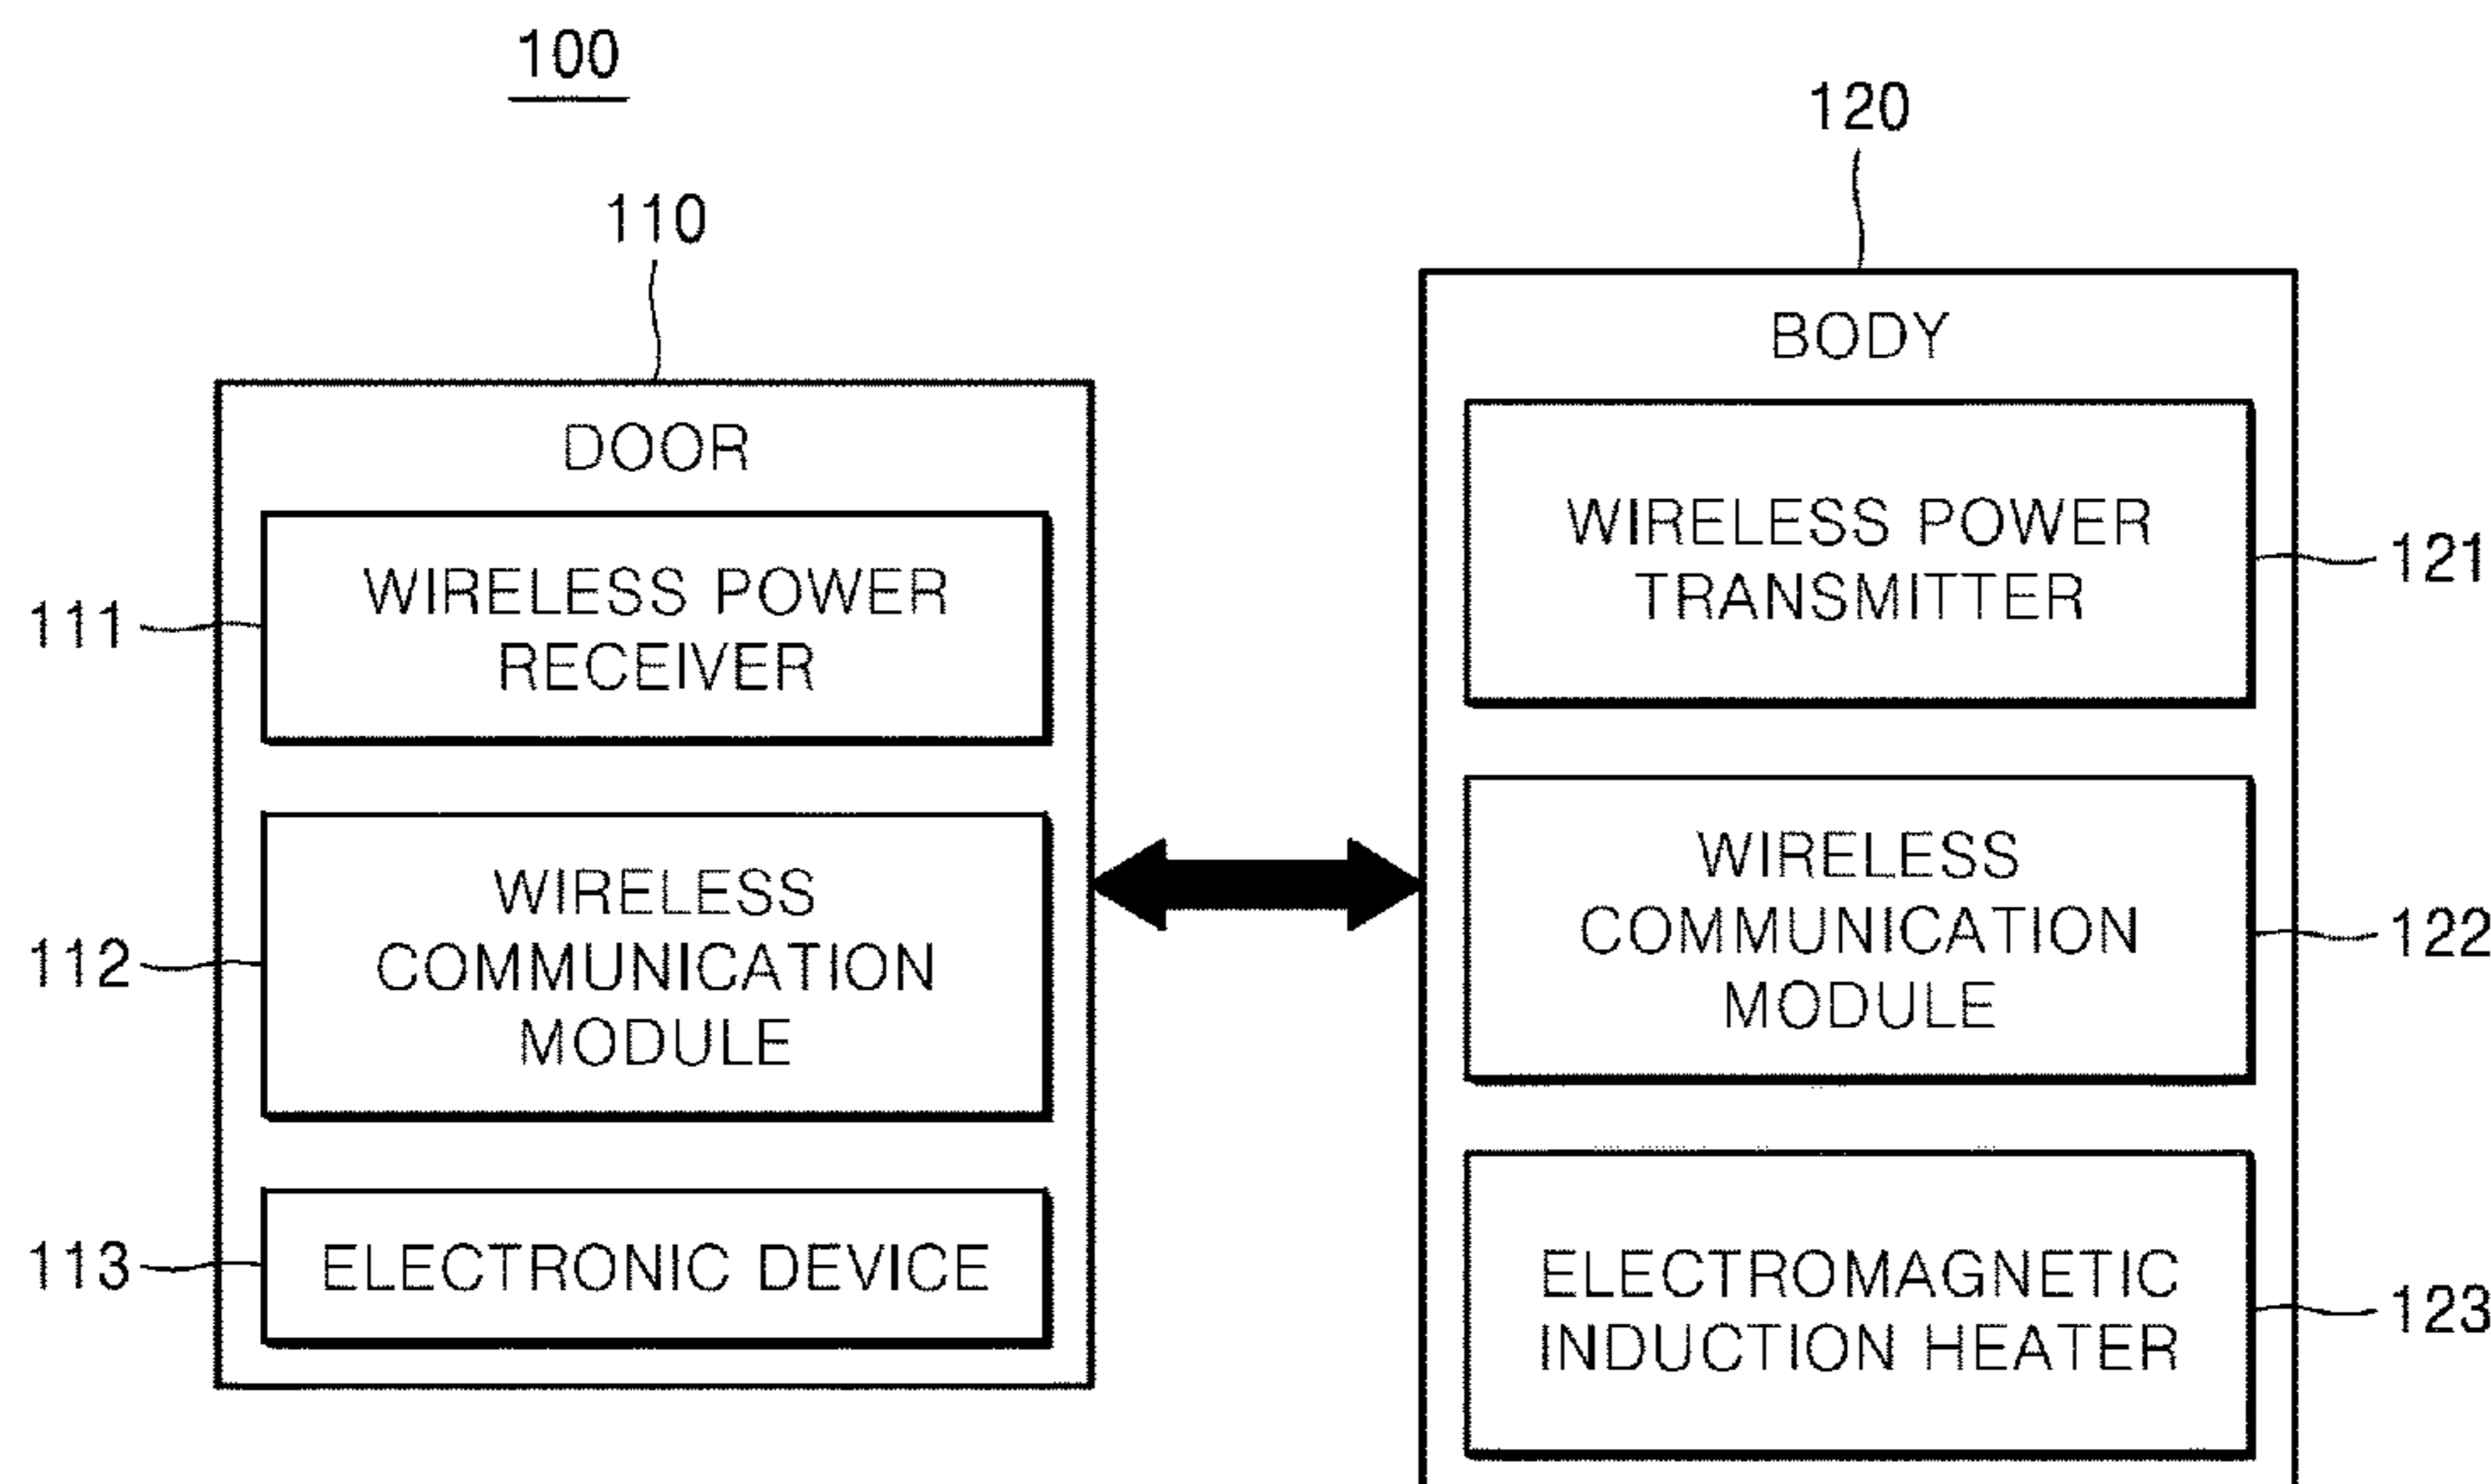 100
110
DOOR
111
WIRELESS POWER
RECEIVER
112
WIRELESS
COMMUNICATION
MODULE
113
ELECTRONIC DEVICE
120
BODY
WIRELESS POWER
TRANSMITTER
121
WIRELESS
COMMUNICATION
MODULE
122
ELECTROMAGNETIC
INDUCTION HEATER
123